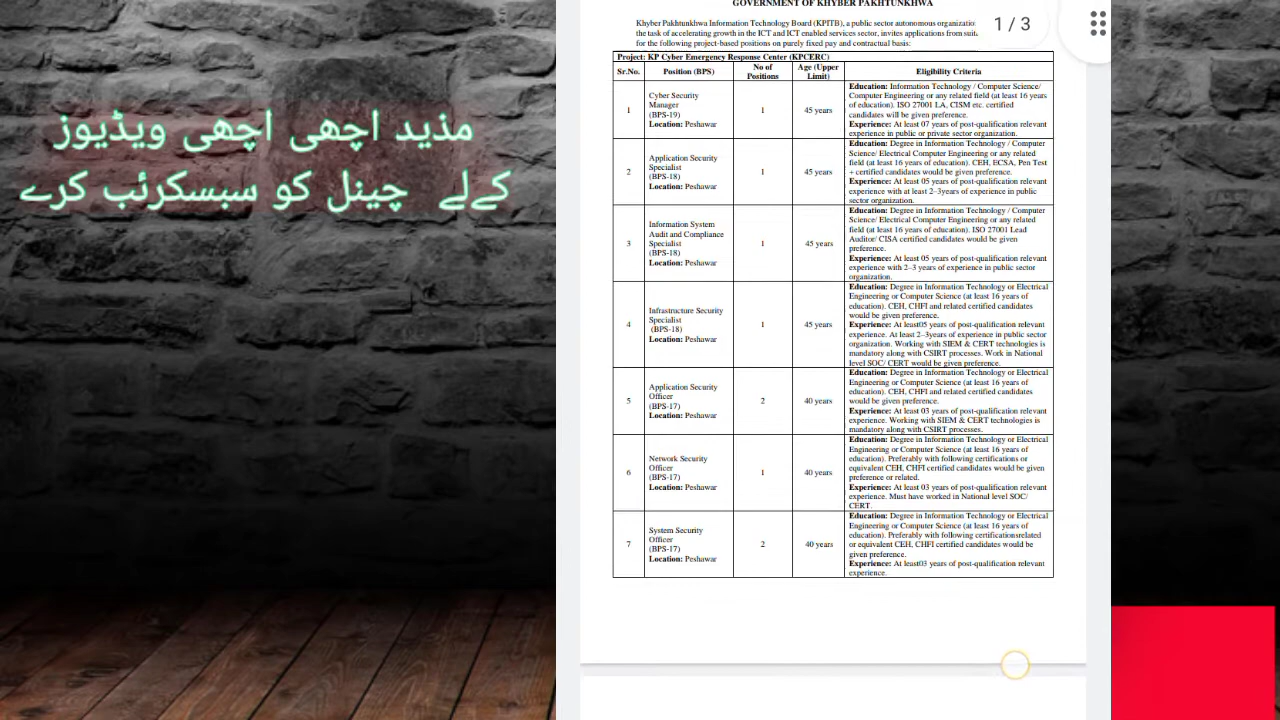 مذید اچھی اچھی ویڈیوز
کےلے چینل کو سبسکرئب کرے
GOVERNMENT OF KHYBER PAKHTUNKHWA
1 / 3
Khyber Pakhtunkhwa Information Technology Board (KPITB), a public sector autonomous
the task of accelerating growth in the ICT and ICT enabled services sector, invites applications from
for the following project-based positions on purely fixed pay and contractual basis:
Project: KP Cyber Emergency Response Center (KPCERC)
Sr.No. Position (BPS) No of Positions Age (Upper Limit) Eligibility Criteria
1
Cyber Security
Manager
(BPS-19)
Location: Peshawar
1
45 years
Education: Information Technology / Computer Science/
Computer Engineering or any related field (at least 16 years
of education). ISO 27001 LA, CISM etc. certified
candidates will be given preference.
Experience: At least 07 years of post-qualification relevant
experience in public or private sector organization.
2
Application Security
Specialist
(BPS-18)
Location: Peshawar
1
45 years
Education: Degree in Information Technology / Computer
Science/ Electrical Computer Engineering or any related
field (at least 16 years of education). CEH, ECSA, Pen Test
+ certified candidates would be given preference.
Experience: At least 05 years of post-qualification relevant
experience with at least 2–3years of experience in public
sector organization.
3
Information System
Audit and Compliance
Specialist
(BPS-18)
Location: Peshawar
1
45 years
Education: Degree in Information Technology / Computer
Science/ Electrical Computer Engineering or any related
field (at least 16 years of education). ISO 27001 Lead
Auditor/ CISA certified candidates would be given
preference.
Experience: At least 05 years of post-qualification relevant
experience with 2–3 years of experience in public sector
organization.
4
Infrastructure Security
Specialist
(BPS-18)
Location: Peshawar
1
45 years
Education: Degree in Information Technology or Electrical
Engineering or Computer Science (at least 16 years of
education). CEH, CHFI and related certified candidates
would be given preference.
Experience: At least05 years of post-qualification relevant
experience. At least 2–3years of experience in public sector
organization. Working with SIEM & CERT technologies is
mandatory along with CSIRT processes. Work in National
level SOC/ CERT would be given preference.
5
Application Security
Officer
(BPS-17)
Location: Peshawar
2
40 years
Education: Degree in Information Technology or Electrical
Engineering or Computer Science (at least 16 years of
education). CEH, CHFI and related certified candidates
would be given preference.
Experience: At least 03 years of post-qualification relevant
experience. Working with SIEM & CERT technologies is
mandatory along with CSIRT processes.
6
Network Security
Officer
(BPS-17)
Location: Peshawar
1
40 years
Education: Degree in Information Technology or Electrical
Engineering or Computer Science (at least 16 years of
education). Preferably with following certifications or
equivalent CEH, CHFI certified candidates would be given
preference or related.
Experience: At least 03 years of post-qualification relevant
experience. Must have worked in National level SOC/
CERT.
7
System Security
Officer
(BPS-17)
Location: Peshawar
2
40 years
Education: Degree in Information Technology or Electrical
Engineering or Computer Science (at least 16 years of
education). Preferably with following certificationsrelated
or equivalent CEH, CHFI certified candidates would be
given preference.
Experience: At least03 years of post-qualification relevant
experience.